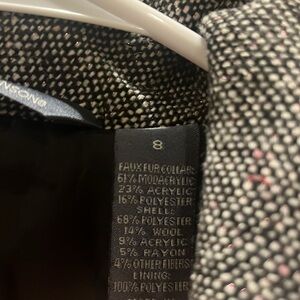 NSON®
8
FAUX FUR COLLAR:
61% MODACRYLIC
23% ACRYLIC
16% POLYESTER
SHELL:
68% POLYESTER
14% WOOL
9% ACRYLIC
5% RAYON
4% OTHER FIBERS
LINING:
100% POLYESTER